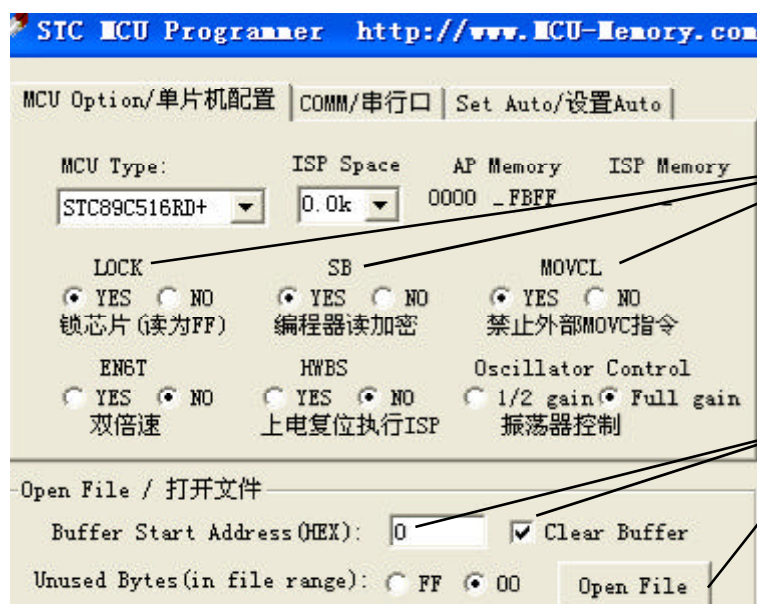 STC MCU Programmer http://www.MCU-Memory.com
MCU Option/单片机配置 COMM/串行口 Set Auto/设置Auto
MCU Type: ISP Space AP Memory ISP Memory
STC89C516RD+ 0.0k 0000 _FBFF _
LOCK SB MOVCL
YES NO YES NO YES NO
锁芯片(读为FF) 编程器读加密 禁止外部MOVC指令
EN6T HWBS Oscillator Control
YES NO YES NO 1/2 gain Full gain
双倍速 上电复位执行ISP 振荡器控制
Open File / 打开文件
Buffer Start Address(HEX): 0 Clear Buffer
Unused Bytes(in file range): FF 00 Open File